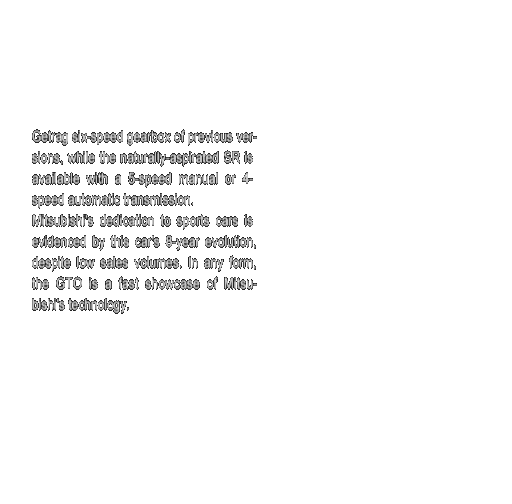 Getrag six-speed gearbox of previous ver-
sions, while the naturally-aspirated SR is
available with a 5-speed manual or 4-
speed automatic transmission.
Mitsubishi's dedication to sports cars is
evidenced by this car's 8-year evolution,
despite low sales volumes. In any form,
the GTO is a fast showcase of Mitsu-
bishi's technology.